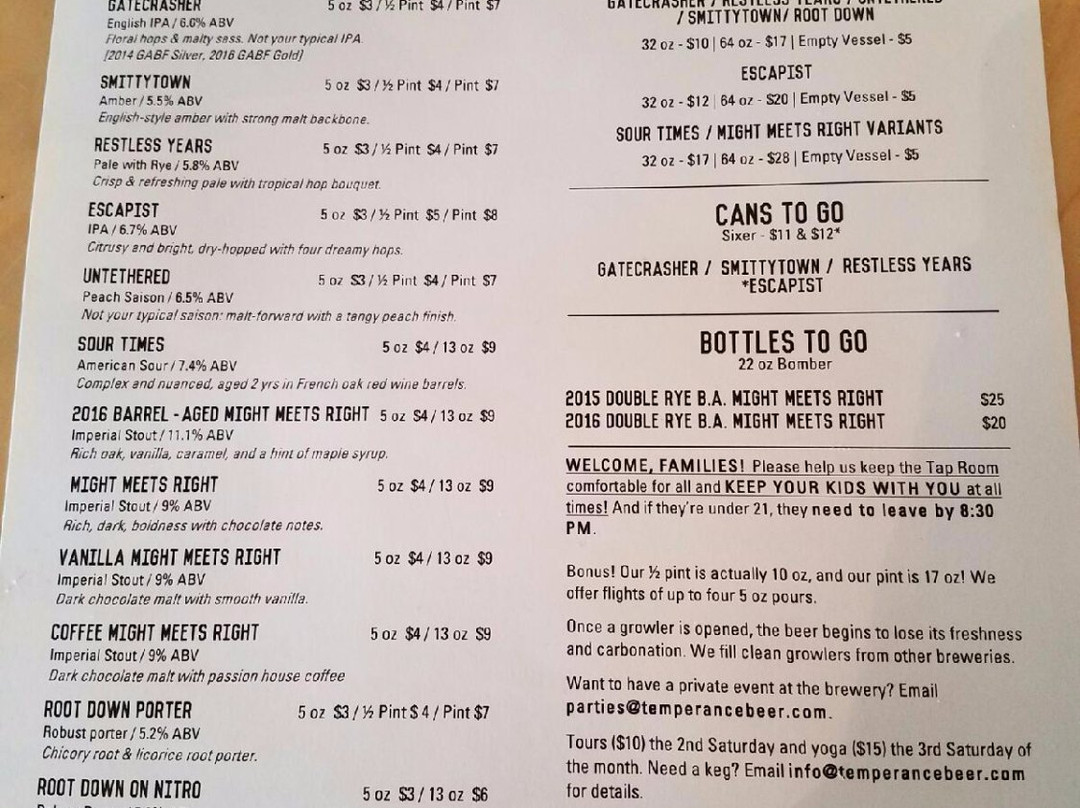 GATECRASHER 5 oz $3 / ½ Pint $4 / Pint $7
English IPA / 6.6% ABV
Floral hops & malty sass. Not your typical IPA.
[2014 GABF Silver, 2016 GABF Gold]
SMITTYTOWN 5 oz $3 / ½ Pint $4 / Pint $7
Amber / 5.5% ABV
English-style amber with strong malt backbone.
RESTLESS YEARS 5 oz $3 / ½ Pint $4 / Pint $7
Pale with Rye / 5.8% ABV
Crisp & refreshing pale with tropical hop bouquet.
ESCAPIST 5 oz $3 / ½ Pint $5 / Pint $8
IPA / 6.7% ABV
Citrusy and bright, dry-hopped with four dreamy hops.
UNTETHERED 5 oz $3 / ½ Pint $4 / Pint $7
Peach Saison / 6.5% ABV
Not your typical saison: malt-forward with a tangy peach finish.
SOUR TIMES 5 oz $4 / 13 oz $9
American Sour / 7.4% ABV
Complex and nuanced, aged 2 yrs in French oak red wine barrels.
2016 BARREL - AGED MIGHT MEETS RIGHT 5 oz $4 / 13 oz $9
Imperial Stout / 11.1% ABV
Rich oak, vanilla, caramel, and a hint of maple syrup.
MIGHT MEETS RIGHT 5 oz $4 / 13 oz $9
Imperial Stout / 9% ABV
Rich, dark, boldness with chocolate notes.
VANILLA MIGHT MEETS RIGHT 5 oz $4 / 13 oz $9
Imperial Stout / 9% ABV
Dark chocolate malt with smooth vanilla.
COFFEE MIGHT MEETS RIGHT 5 oz $4 / 13 oz $9
Imperial Stout / 9% ABV
Dark chocolate malt with passion house coffee
ROOT DOWN PORTER 5 oz $3 / ½ Pint $ 4 / Pint $7
Robust porter / 5.2% ABV
Chicory root & licorice root porter.
ROOT DOWN ON NITRO 5 oz $3 / 13 oz $6
GATECRASHER / RESTLESS YEARS / UNTETHERED
/ SMITTYTOWN/ ROOT DOWN
32 oz - $10 | 64 oz - $17 | Empty Vessel - $5
ESCAPIST
32 oz - $12 | 64 oz - $20 | Empty Vessel - $5
SOUR TIMES / MIGHT MEETS RIGHT VARIANTS
32 oz - $17 | 64 oz - $28 | Empty Vessel - $5
CANS TO GO
Sixer - $11 & $12*
GATECRASHER / SMITTYTOWN / RESTLESS YEARS
*ESCAPIST
BOTTLES TO GO
22 oz Bomber
2015 DOUBLE RYE B.A. MIGHT MEETS RIGHT $25
2016 DOUBLE RYE B.A. MIGHT MEETS RIGHT $20
WELCOME, FAMILIES! Please help us keep the Tap Room
comfortable for all and KEEP YOUR KIDS WITH YOU at all
times! And if they're under 21, they need to leave by 8:30
PM.
Bonus! Our ½ pint is actually 10 oz, and our pint is 17 oz! We
offer flights of up to four 5 oz pours.
Once a growler is opened, the beer begins to lose its freshness
and carbonation. We fill clean growlers from other breweries.
Want to have a private event at the brewery? Email
parties@temperancebeer.com.
Tours ($10) the 2nd Saturday and yoga ($15) the 3rd Saturday of
the month. Need a keg? Email info@temperancebeer.com
for details.